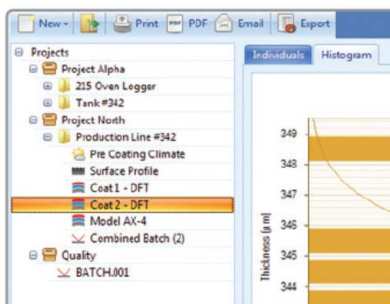 New Print PDF Email Export
Projects
Project Alpha
215 Oven Logger
Tank #342
Project North
Production Line #342
Pre Coating Climate
Surface Profile
Coat 1 - DFT
Coat 2 - DFT
Model AX-4
Combined Batch (2)
Quality
BATCH.001
Individuals Histogram
349
348
347
346
345
344
Thickness [µm]